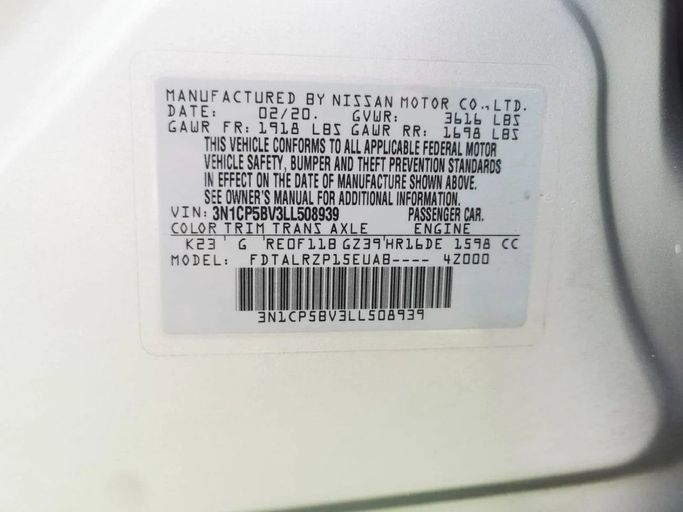 MANUFACTURED BY NISSAN MOTOR CO., LTD.
DATE: 02/20. GVWR: 3616 LBS
GAWR FR: 1918 LBS GAWR RR: 1698 LBS
THIS VEHICLE CONFORMS TO ALL APPLICABLE FEDERAL MOTOR
VEHICLE SAFETY, BUMPER AND THEFT PREVENTION STANDARDS
IN EFFECT ON THE DATE OF MANUFACTURE SHOWN ABOVE.
SEE OWNER'S MANUAL FOR ADDITIONAL INFORMATION.
VIN: 3N1CP5BV3LL508939 PASSENGER CAR.
COLOR TRIM TRANS AXLE ENGINE
K23 G RE0F11B GZ39 HR16DE 1598 CC
MODEL: FDTALRZP15EUAB---- 4Z000
3N1CP5BV3LL508939